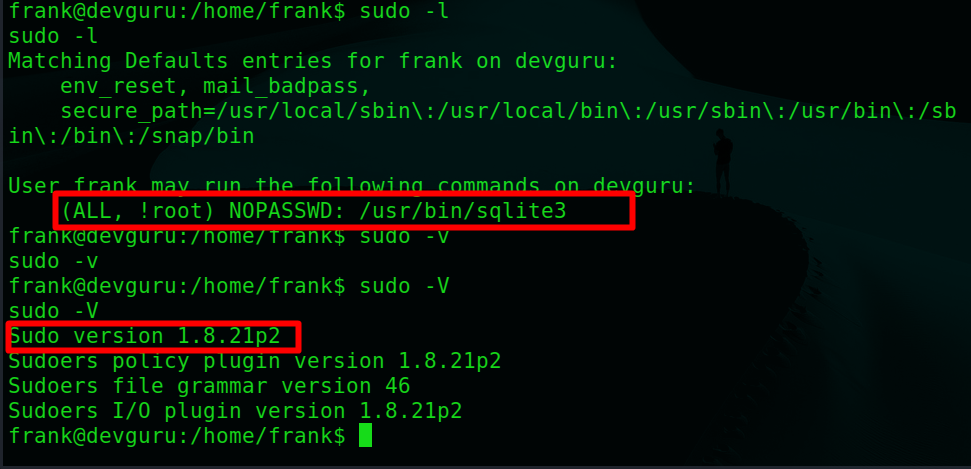 frank@devguru:/home/frank$ sudo -l
sudo -l
Matching Defaults entries for frank on devguru:
    env_reset, mail_badpass,
    secure_path=/usr/local/sbin\:/usr/local/bin\:/usr/sbin\:/usr/bin\:/sb
in\:/bin\:/snap/bin

User frank may run the following commands on devguru:
    (ALL, !root) NOPASSWD: /usr/bin/sqlite3
frank@devguru:/home/frank$ sudo -v
sudo -v
frank@devguru:/home/frank$ sudo -V
sudo -V
Sudo version 1.8.21p2
Sudoers policy plugin version 1.8.21p2
Sudoers file grammar version 46
Sudoers I/O plugin version 1.8.21p2
frank@devguru:/home/frank$